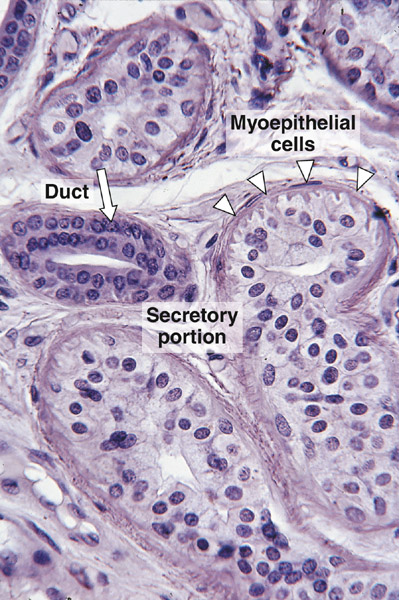 Myoepithelial
cells
Duct
Secretory
portion